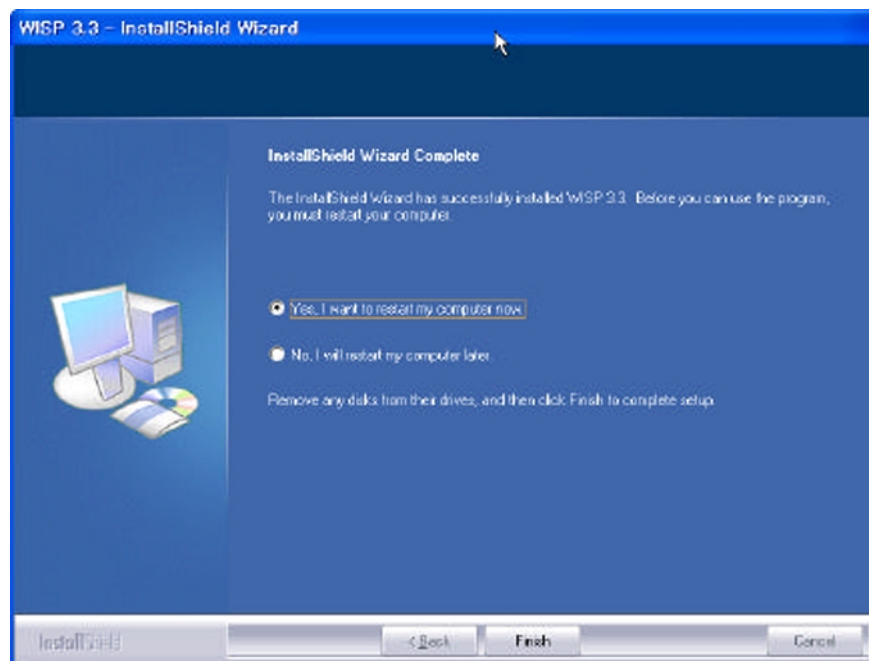 WISP 3.3 - InstallShield Wizard
InstallShield Wizard Complete
The InstallShield Wizard has successfully installed WISP 3.3. Before you can use the program,
you must restart your computer.
Yes, I want to restart my computer now.
No, I will restart my computer later.
Remove any disks from their drives, and then click Finish to complete setup.
InstallShield
< Back
Finish
Cancel